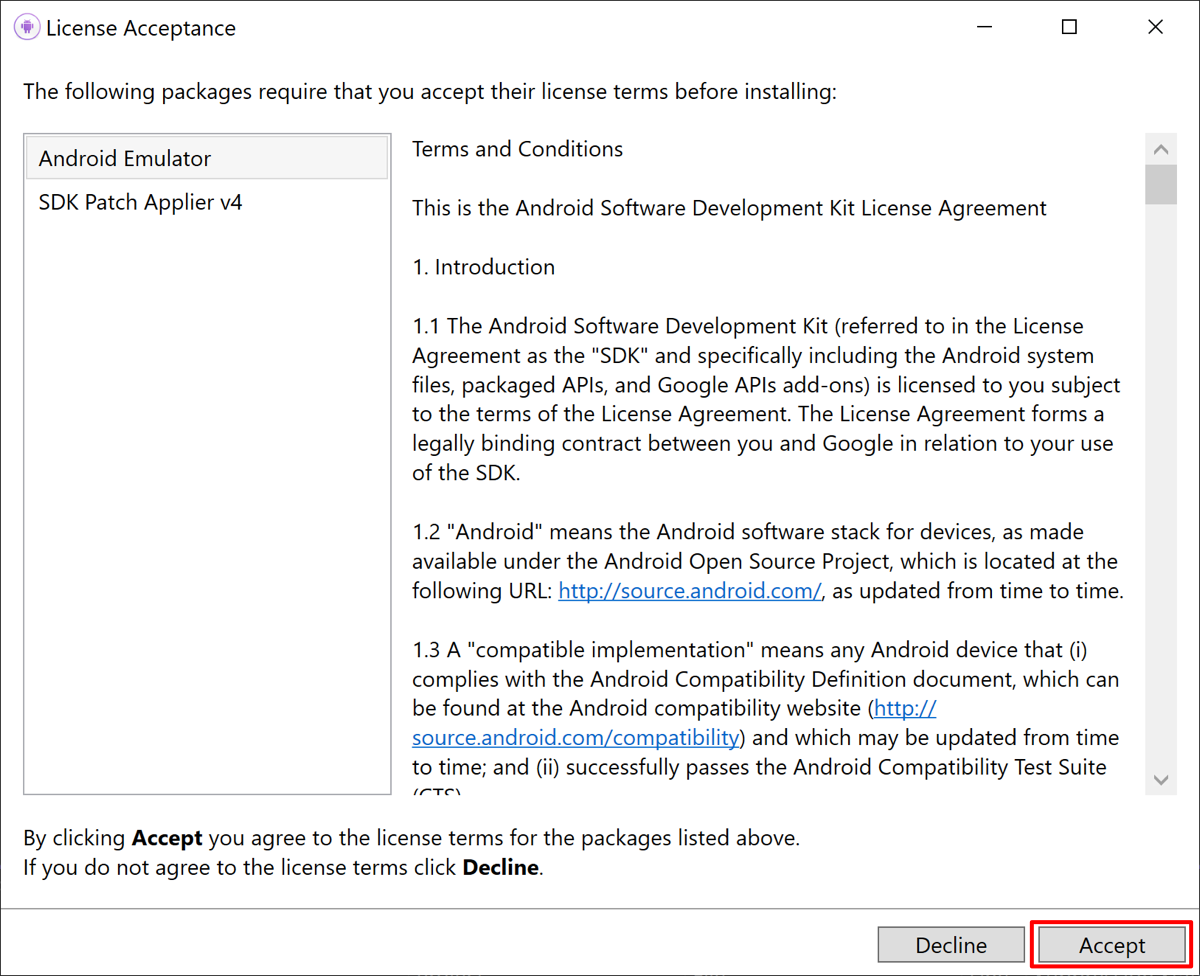 License Acceptance
The following packages require that you accept their license terms before installing:
Android Emulator
SDK Patch Applier v4
Terms and Conditions
This is the Android Software Development Kit License Agreement
1. Introduction
1.1 The Android Software Development Kit (referred to in the License
Agreement as the "SDK" and specifically including the Android system
files, packaged APIs, and Google APIs add-ons) is licensed to you subject
to the terms of the License Agreement. The License Agreement forms a
legally binding contract between you and Google in relation to your use
of the SDK.
1.2 "Android" means the Android software stack for devices, as made
available under the Android Open Source Project, which is located at the
following URL: http://source.android.com/, as updated from time to time.
1.3 A "compatible implementation" means any Android device that (i)
complies with the Android Compatibility Definition document, which can
be found at the Android compatibility website (http://
source.android.com/compatibility) and which may be updated from time
to time; and (ii) successfully passes the Android Compatibility Test Suite
(CTS)
By clicking Accept you agree to the license terms for the packages listed above.
If you do not agree to the license terms click Decline.
Decline
Accept